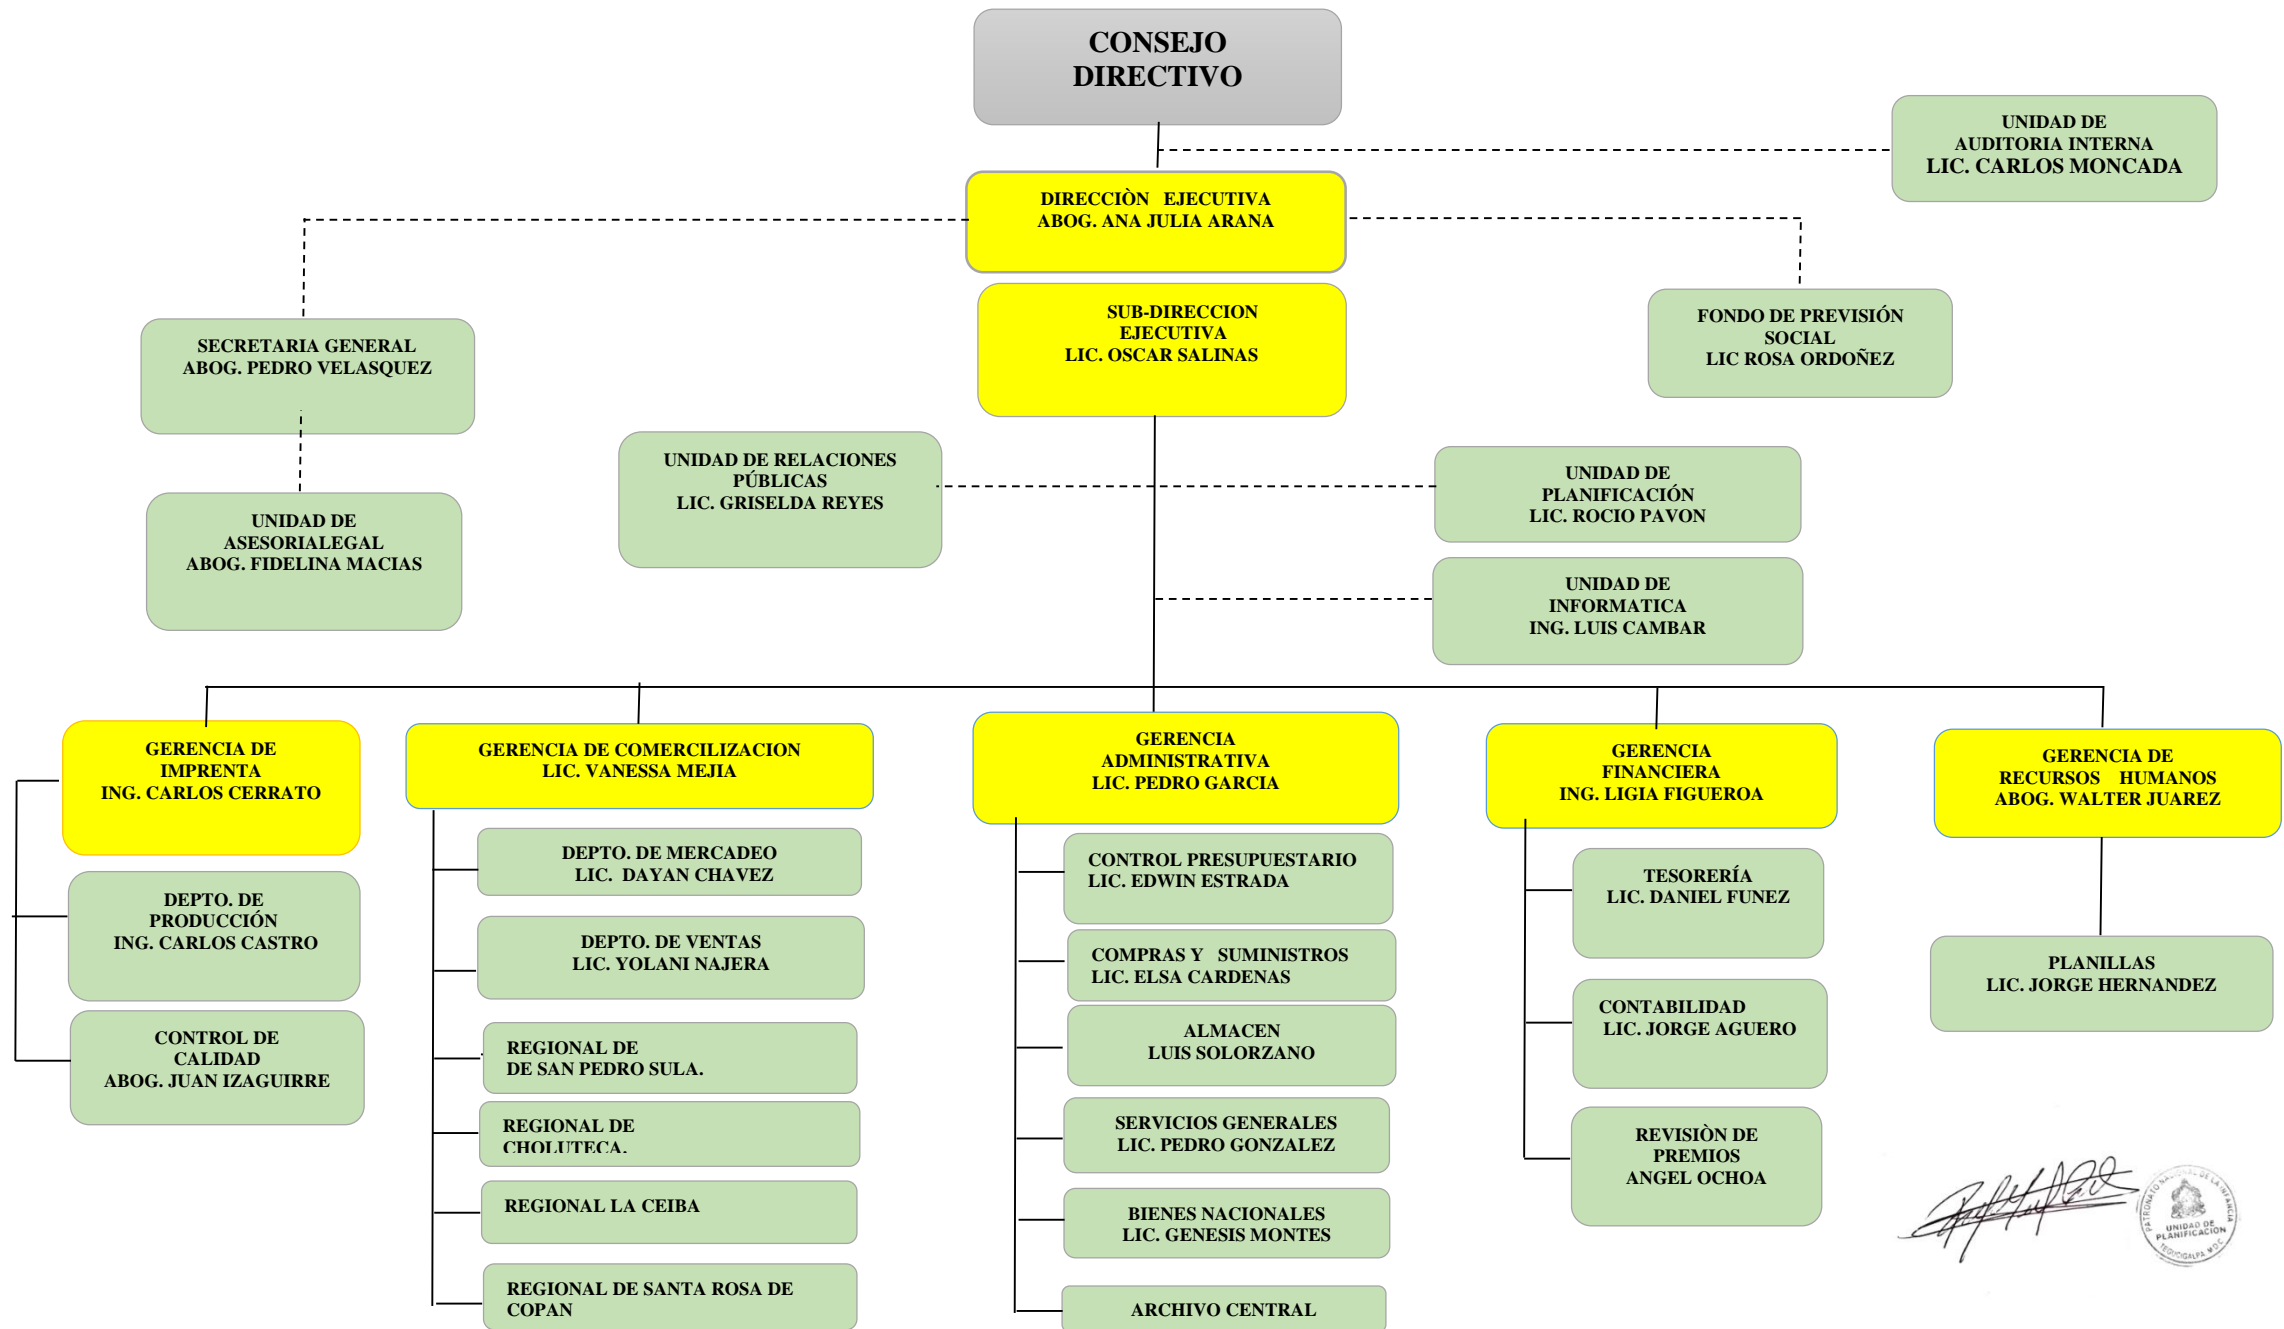 CONSEJO
DIRECTIVO
UNIDAD DE
AUDITORIA INTERNA
LIC. CARLOS MONCADA
DIRECCIÒN EJECUTIVA
ABOG. ANA JULIA ARANA
SUB-DIRECCION
EJECUTIVA
LIC. OSCAR SALINAS
FONDO DE PREVISIÓN
SOCIAL
LIC ROSA ORDOÑEZ
SECRETARIA GENERAL
ABOG. PEDRO VELASQUEZ
UNIDAD DE RELACIONES
PÚBLICAS
LIC. GRISELDA REYES
UNIDAD DE
PLANIFICACIÓN
LIC. ROCIO PAVON
UNIDAD DE
ASESORIALEGAL
ABOG. FIDELINA MACIAS
UNIDAD DE
INFORMATICA
ING. LUIS CAMBAR
GERENCIA DE
IMPRENTA
ING. CARLOS CERRATO
DEPTO. DE
PRODUCCIÓN
ING. CARLOS CASTRO
CONTROL DE
CALIDAD
ABOG. JUAN IZAGUIRRE
GERENCIA DE COMERCILIZACION
LIC. VANESSA MEJIA
DEPTO. DE MERCADEO
LIC. DAYAN CHAVEZ
DEPTO. DE VENTAS
LIC. YOLANI NAJERA
REGIONAL DE
DE SAN PEDRO SULA.
REGIONAL DE
CHOLUTECA.
REGIONAL LA CEIBA
REGIONAL DE SANTA ROSA DE
COPAN
GERENCIA
ADMINISTRATIVA
LIC. PEDRO GARCIA
CONTROL PRESUPUESTARIO
LIC. EDWIN ESTRADA
COMPRAS Y SUMINISTROS
LIC. ELSA CARDENAS
ALMACEN
LUIS SOLORZANO
SERVICIOS GENERALES
LIC. PEDRO GONZALEZ
BIENES NACIONALES
LIC. GENESIS MONTES
ARCHIVO CENTRAL
GERENCIA
FINANCIERA
ING. LIGIA FIGUEROA
TESORERÍA
LIC. DANIEL FUNEZ
CONTABILIDAD
LIC. JORGE AGUERO
REVISIÒN DE
PREMIOS
ANGEL OCHOA
GERENCIA DE
RECURSOS HUMANOS
ABOG. WALTER JUAREZ
PLANILLAS
LIC. JORGE HERNANDEZ
PATRONATO NACIONAL DE LA INFANCIA
UNIDAD DE
PLANIFICACION
TEGUCIGALPA M.D.C.